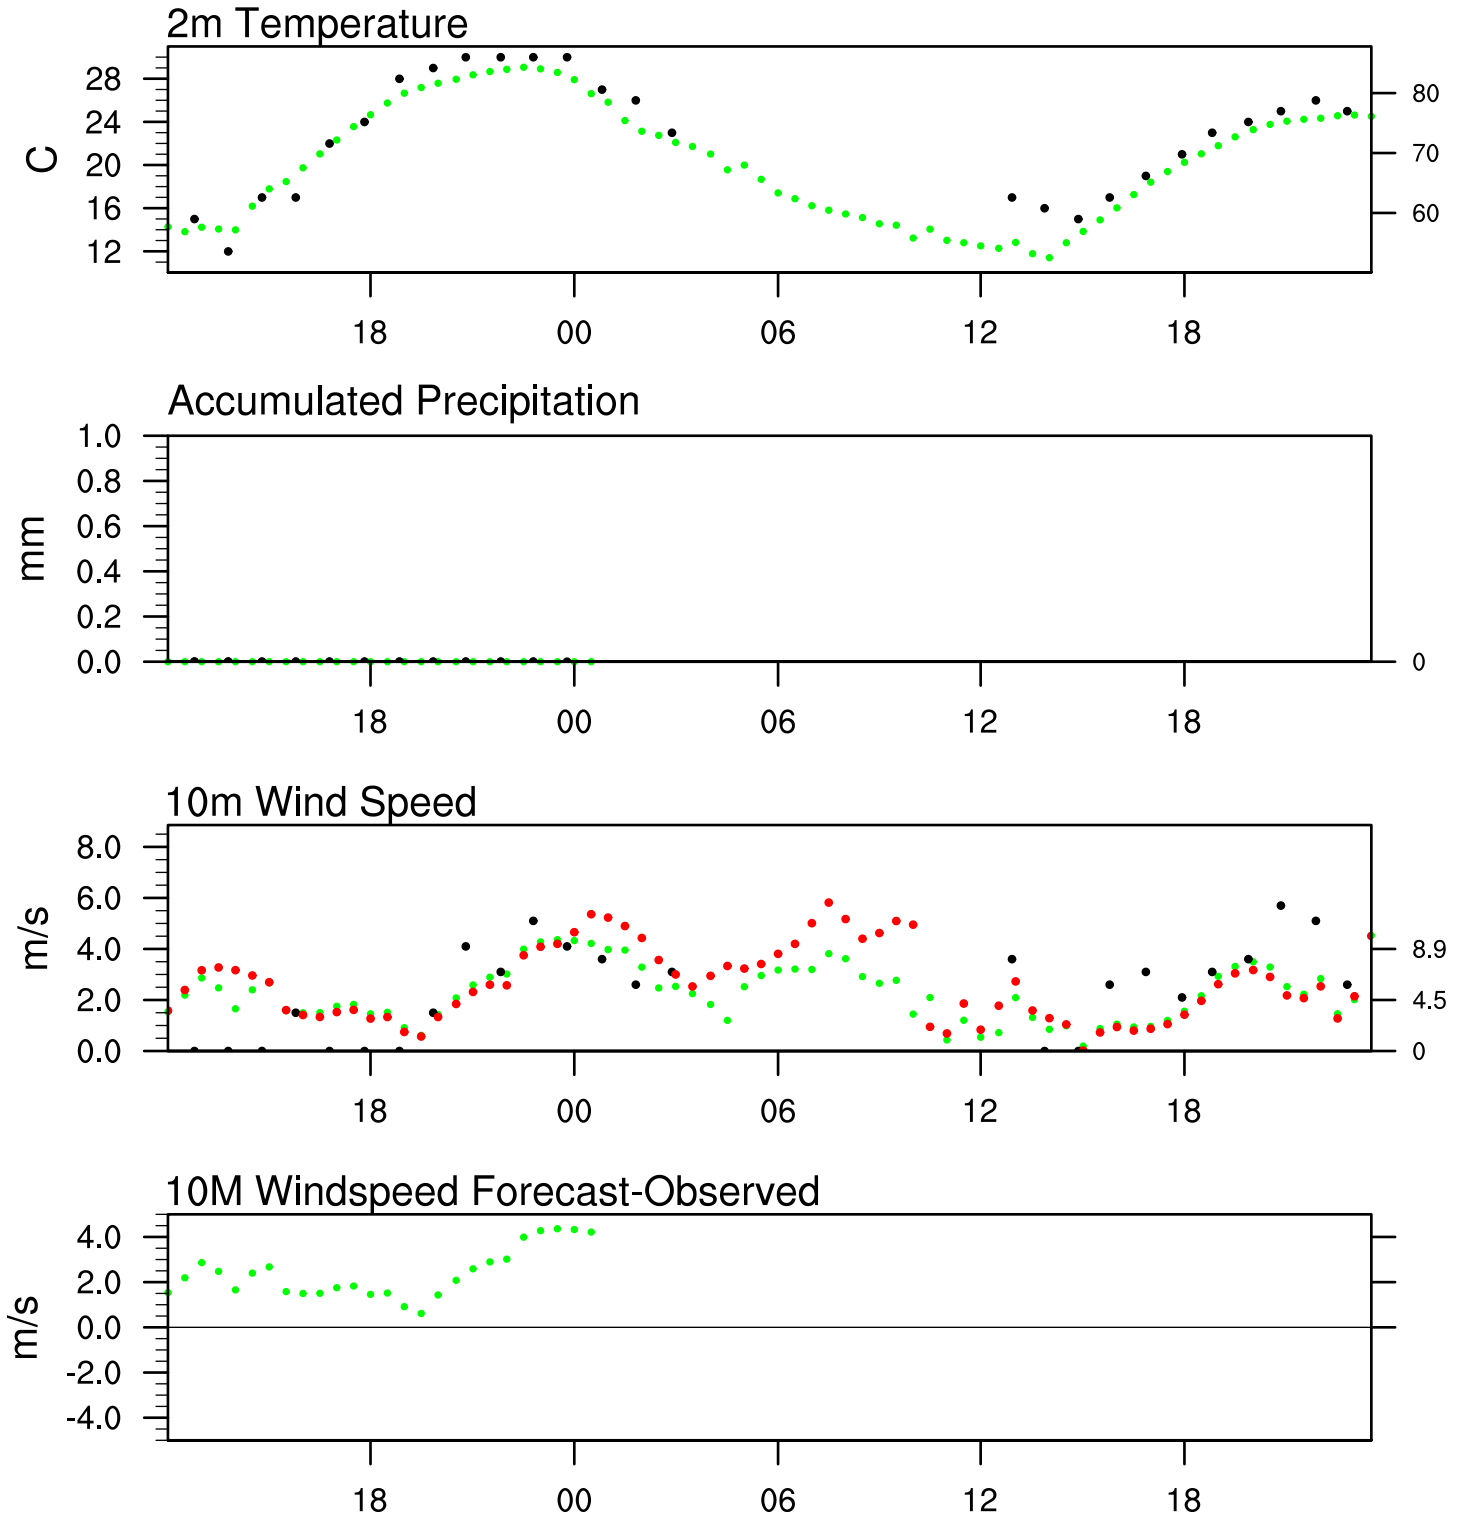 2m Temperature
28
24
20
16
12
C
80
70
60
18 00 06 12 18
Accumulated Precipitation
1.0
0.8
0.6
0.4
0.2
0.0
mm
0
18 00 06 12 18
10m Wind Speed
8.0
6.0
4.0
2.0
0.0
m/s
8.9
4.5
0
18 00 06 12 18
10M Windspeed Forecast-Observed
4.0
2.0
0.0
-2.0
-4.0
m/s
18 00 06 12 18